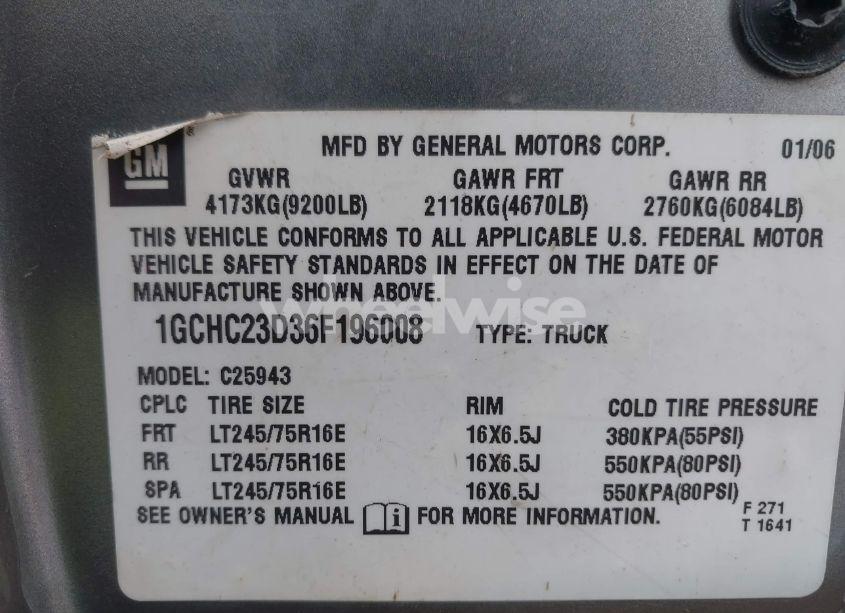 GM
MFD BY GENERAL MOTORS CORP. 01/06
GVWR GAWR FRT GAWR RR
4173KG(9200LB) 2118KG(4670LB) 2760KG(6084LB)
THIS VEHICLE CONFORMS TO ALL APPLICABLE U.S. FEDERAL MOTOR
VEHICLE SAFETY STANDARDS IN EFFECT ON THE DATE OF
MANUFACTURE SHOWN ABOVE.
wheelwise
1GCHC23D36F196008 TYPE: TRUCK
MODEL: C25943
CPLC TIRE SIZE RIM COLD TIRE PRESSURE
FRT LT245/75R16E 16X6.5J 380KPA(55PSI)
RR LT245/75R16E 16X6.5J 550KPA(80PSI)
SPA LT245/75R16E 16X6.5J 550KPA(80PSI)
SEE OWNER'S MANUAL i FOR MORE INFORMATION. F 271
T 1641